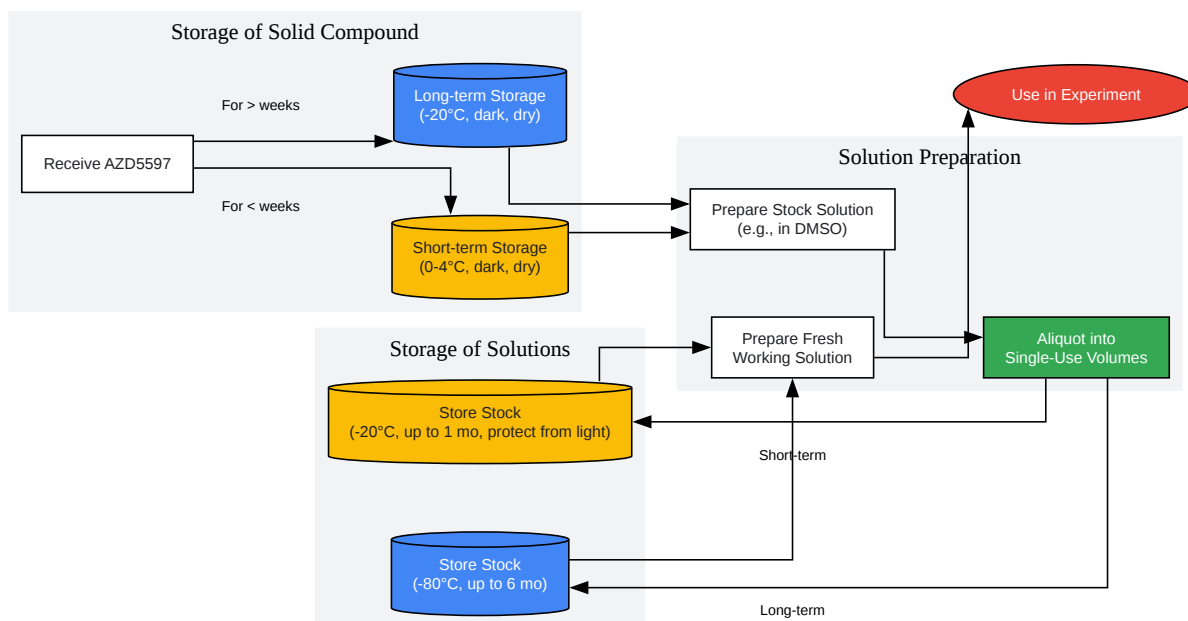 Storage of Solid Compound
For > weeks
Long-term Storage
(-20°C, dark, dry)
Receive AZD5597
For < weeks
Short-term Storage
(0-4°C, dark, dry)
Use in Experiment
Solution Preparation
Prepare Stock Solution
(e.g., in DMSO)
Prepare Fresh
Working Solution
Aliquot into
Single-Use Volumes
Storage of Solutions
Store Stock
(-20°C, up to 1 mo, protect from light)
Short-term
Store Stock
(-80°C, up to 6 mo)
Long-term